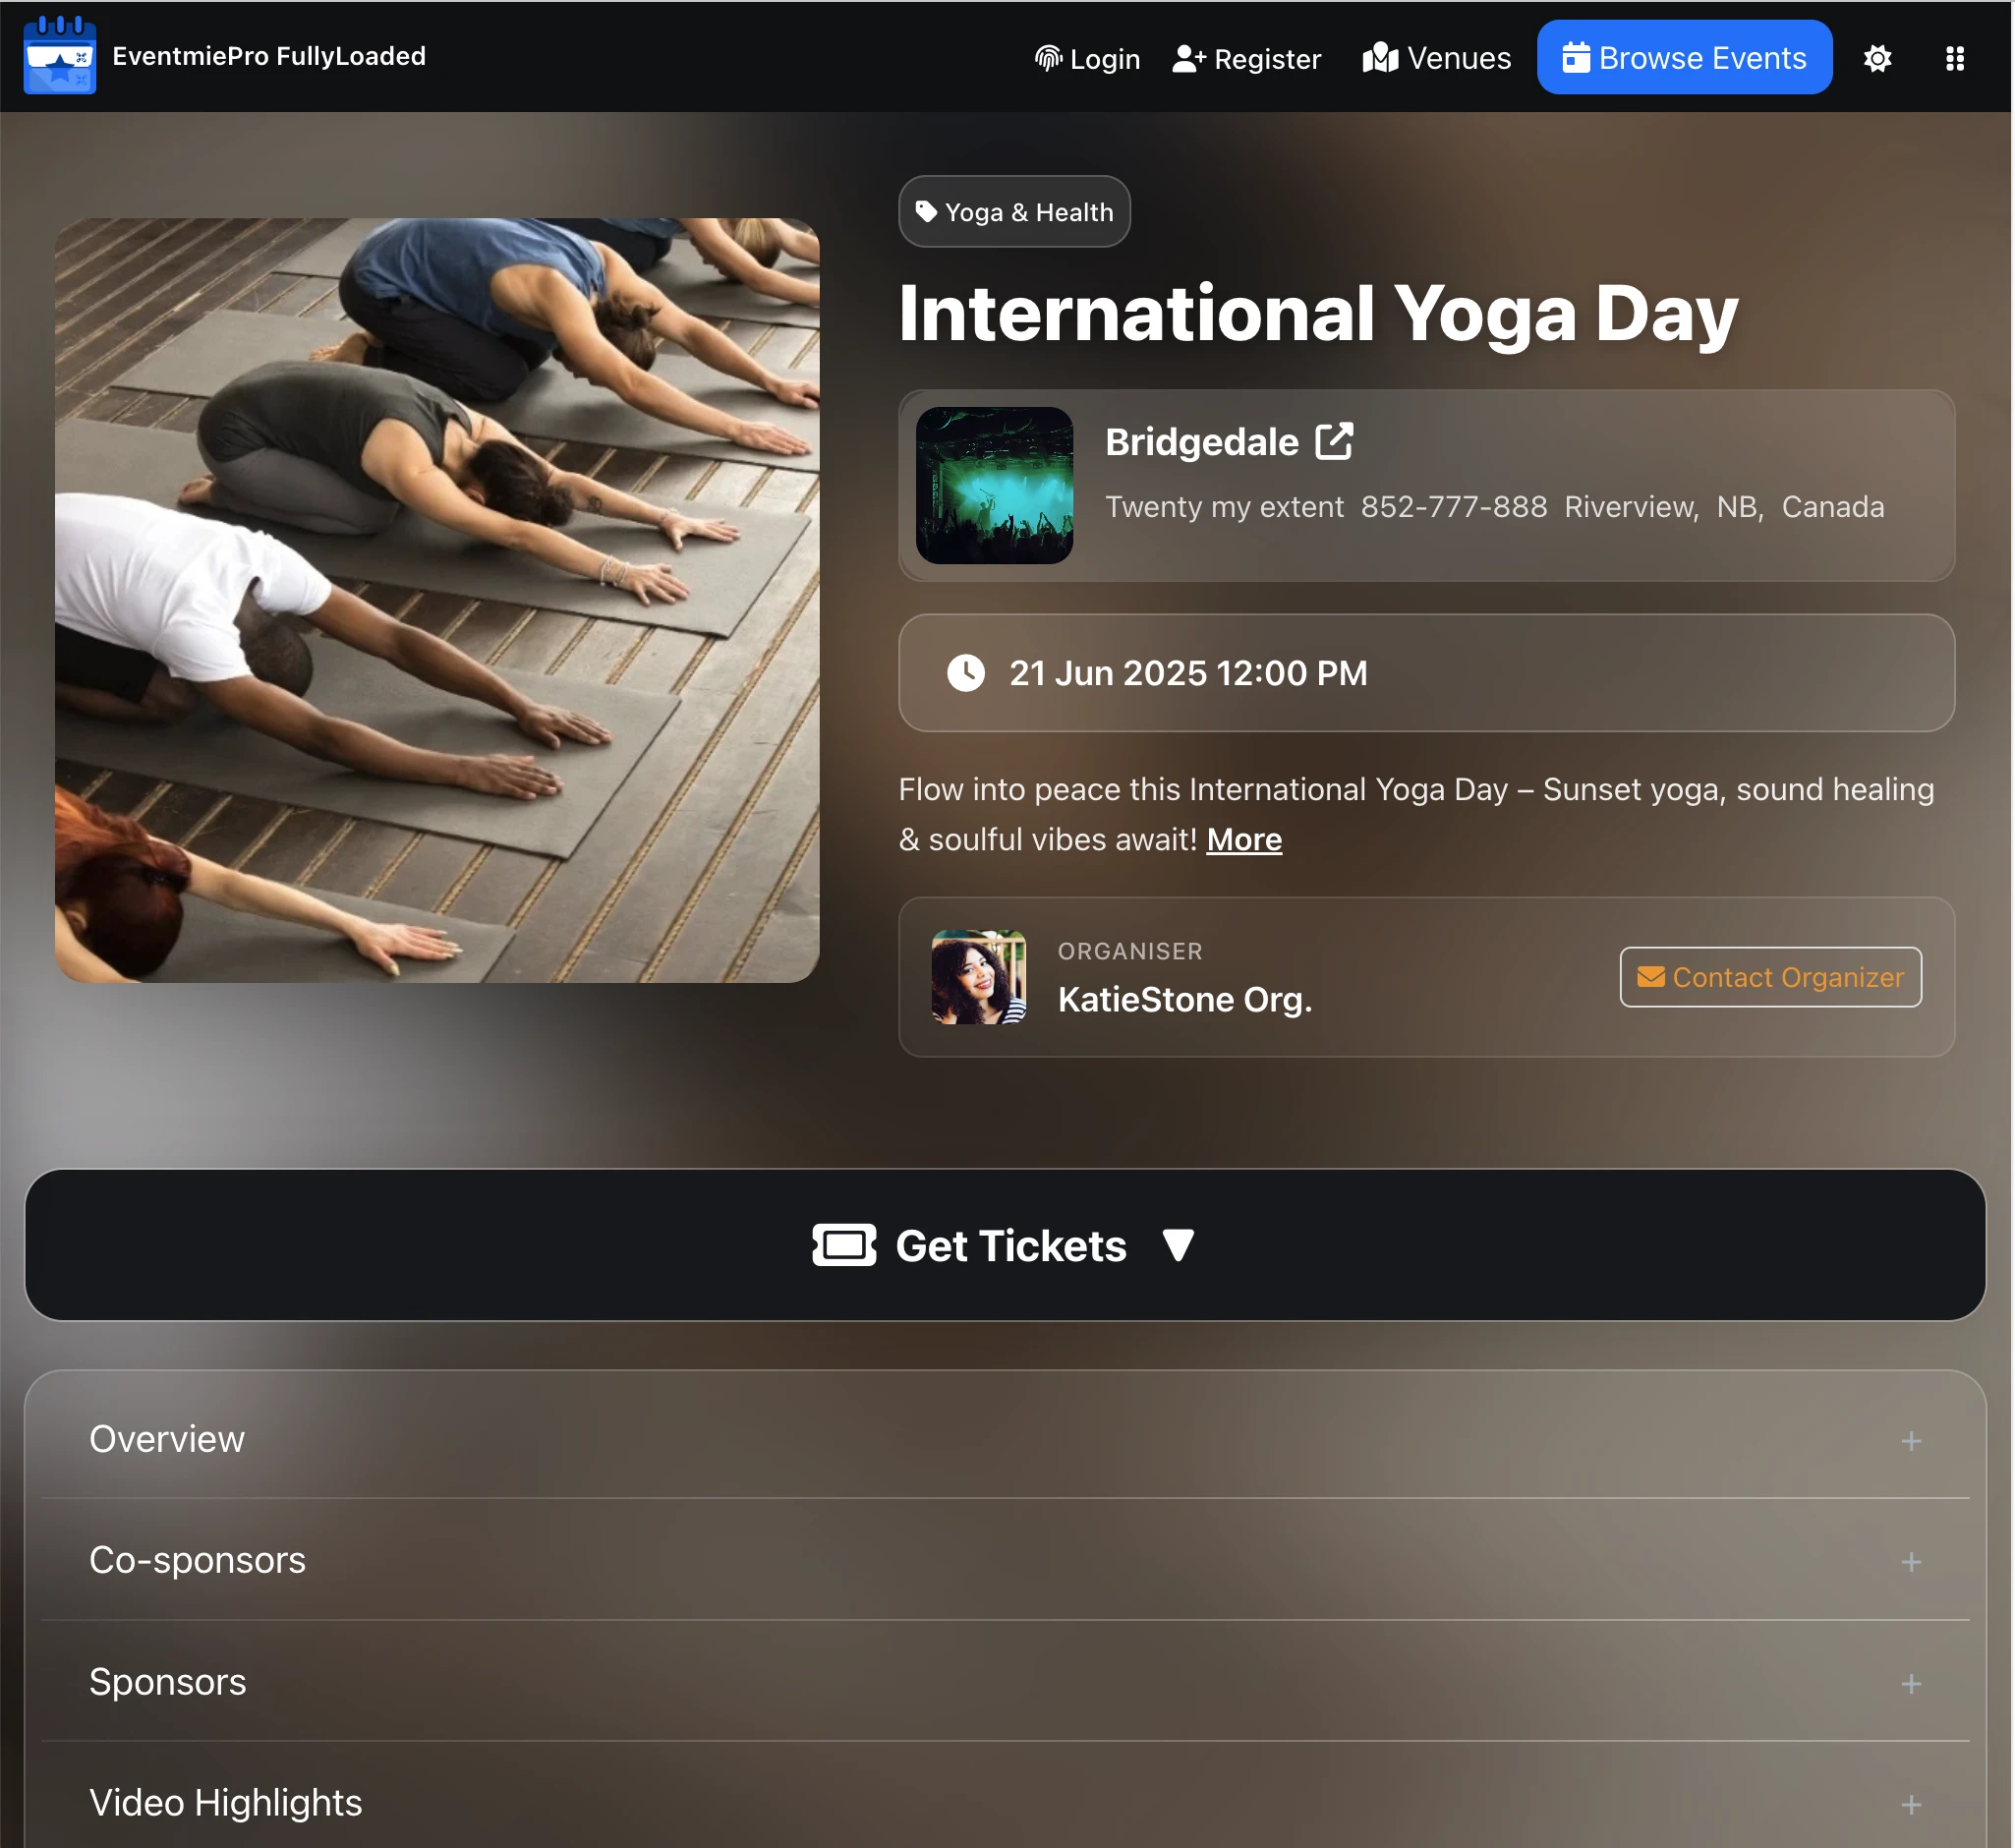 EventmiePro FullyLoaded
Login
Register
Venues
Browse Events
Yoga & Health
International Yoga Day
Bridgedale
Twenty my extent 852-777-888 Riverview, NB, Canada
21 Jun 2025 12:00 PM
Flow into peace this International Yoga Day – Sunset yoga, sound healing
& soulful vibes await! More
ORGANISER
KatieStone Org.
Contact Organizer
Get Tickets
Overview
Co-sponsors
Sponsors
Video Highlights